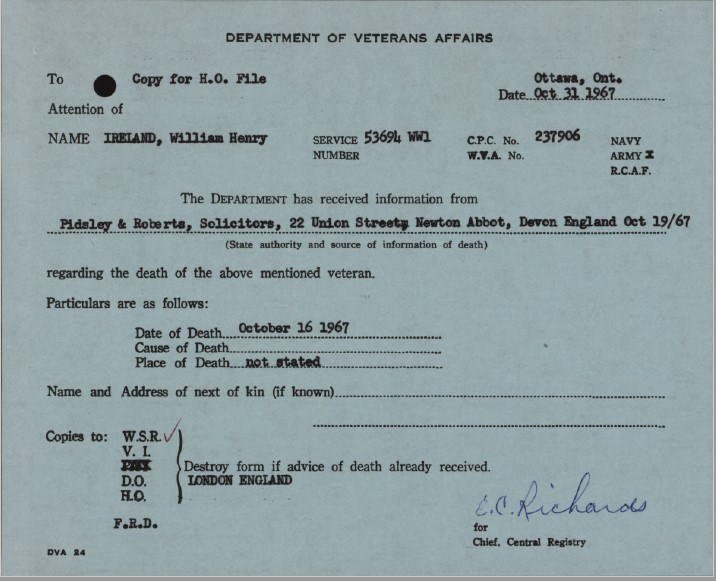 DEPARTMENT OF VETERANS AFFAIRS
To Copy for H.O. File Ottawa, Ont.
Date Oct 31 1967
Attention of
NAME IRELAND, William Henry SERVICE 53694 WW1 C.P.C. No. 237906 NAVY
NUMBER W.V.A. No. ARMY X
R.C.A.F.
The DEPARTMENT has received information from
Pidsley & Roberts, Solicitors, 22 Union Street, Newton Abbot, Devon England Oct 19/67
(State authority and source of information of death)
regarding the death of the above mentioned veteran.
Particulars are as follows:
Date of Death October 16 1967
Cause of Death
Place of Death not stated
Name and Address of next of kin (if known)
Copies to: W.S.R. ✓
V. I.
Destroy form if advice of death already received.
D.O. LONDON ENGLAND
H.O.
F.R.D.
E.C. Richards
for
Chief, Central Registry
DVA 24